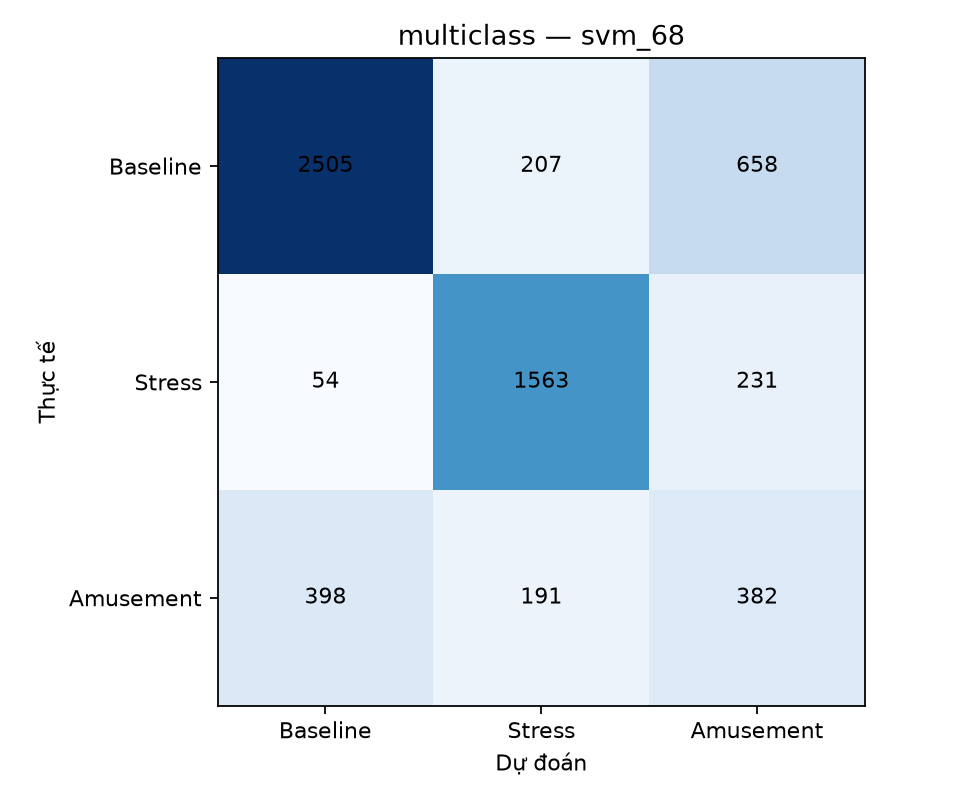 multiclass — svm_68
Baseline 2505 207 658
Stress 54 1563 231
Amusement 398 191 382
Thực tế
Baseline Stress Amusement
Dự đoán